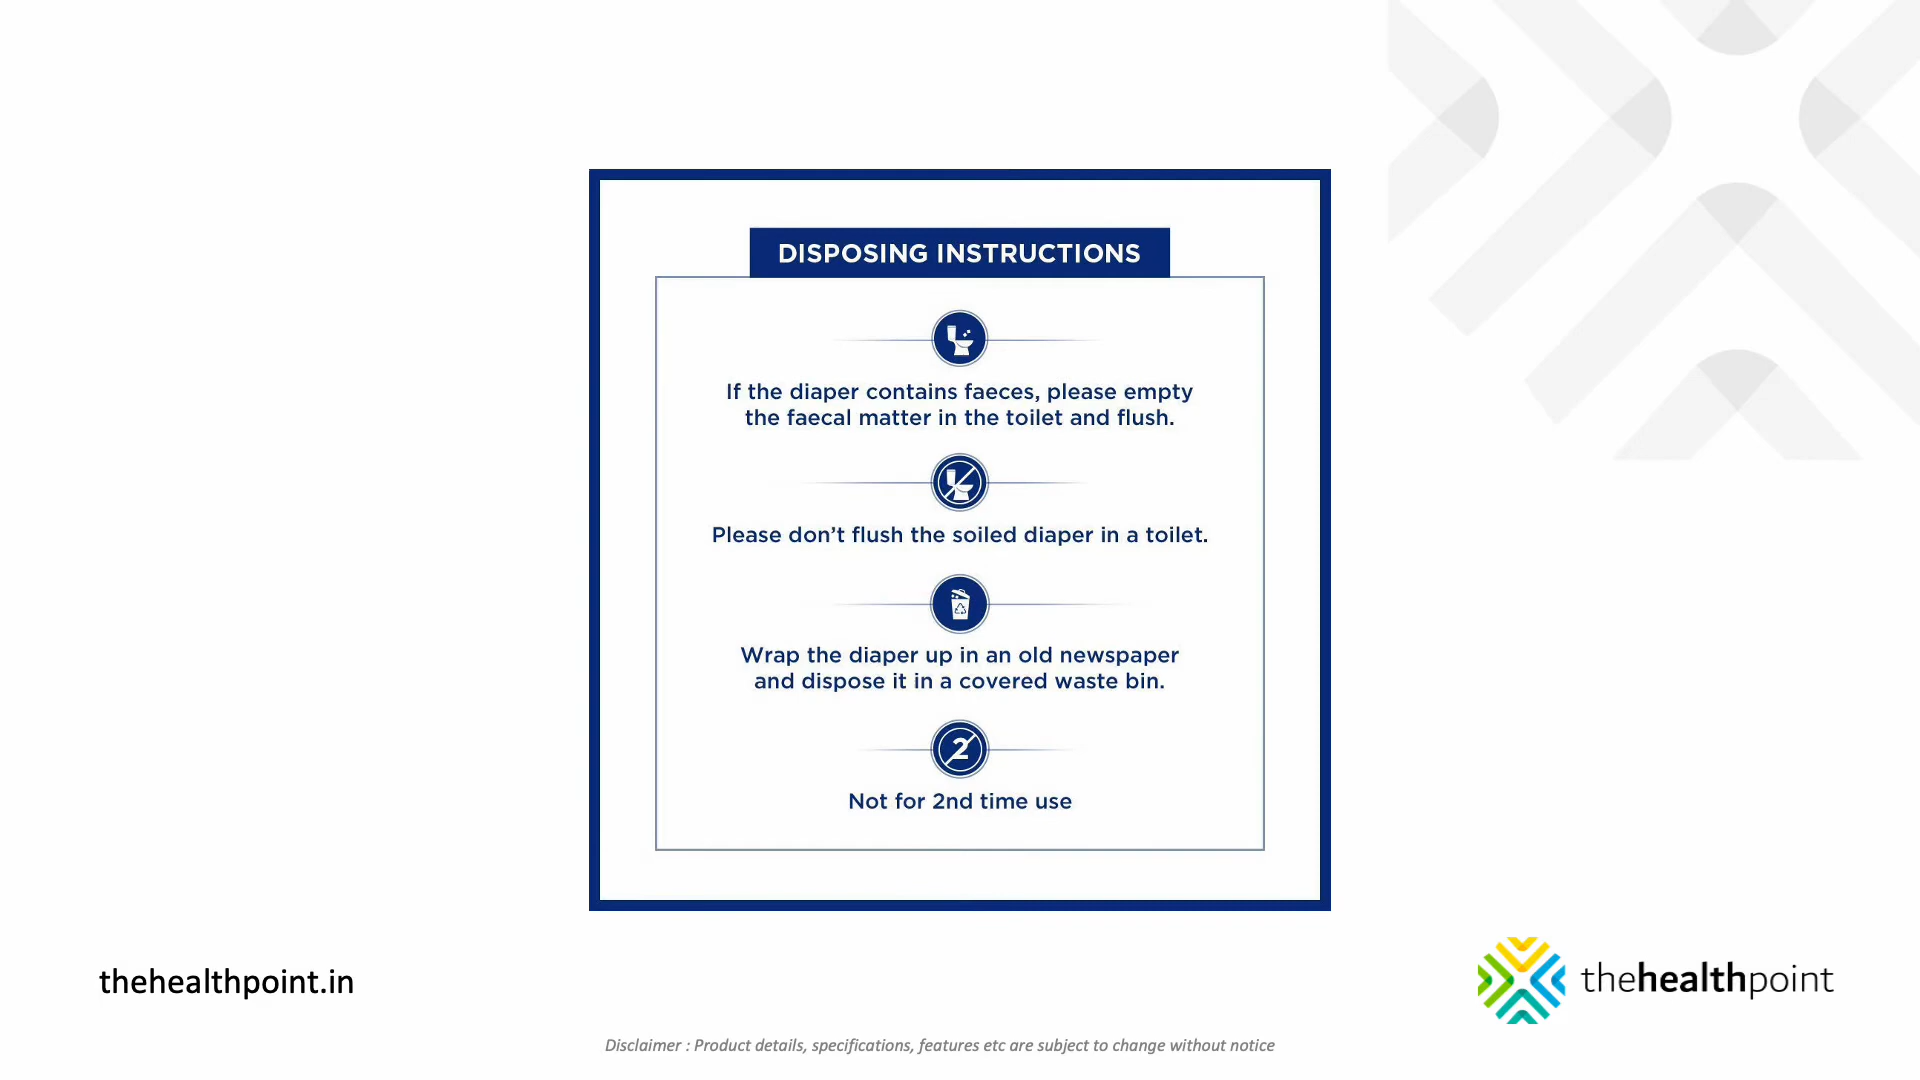 DISPOSING INSTRUCTIONS
If the diaper contains faeces, please empty
the faecal matter in the toilet and flush.
Please don’t flush the soiled diaper in a toilet.
Wrap the diaper up in an old newspaper
and dispose it in a covered waste bin.
2
Not for 2nd time use
thehealthpoint.in
thehealthpoint
Disclaimer : Product details, specifications, features etc are subject to change without notice